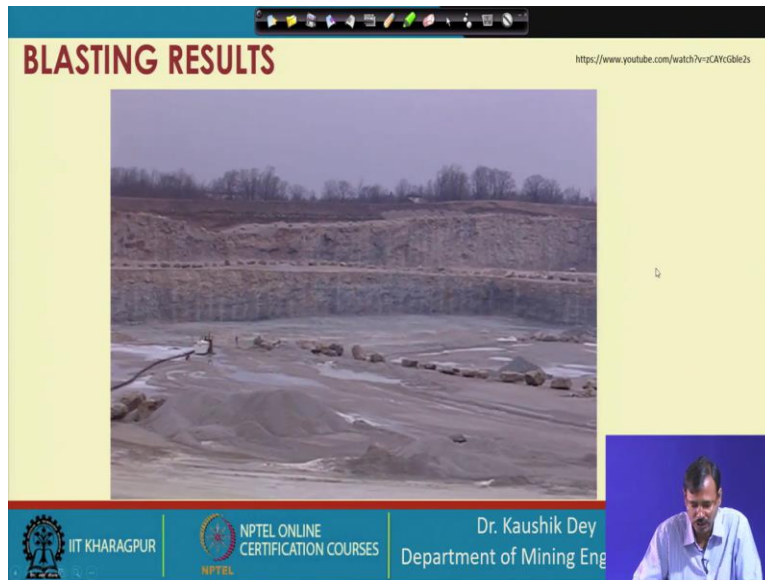 BLASTING RESULTS
https://www.youtube.com/watch?v=zCAYcGble2s
IIT KHARAGPUR
NPTEL
NPTEL ONLINE
CERTIFICATION COURSES
Dr. Kaushik Dey
Department of Mining Eng